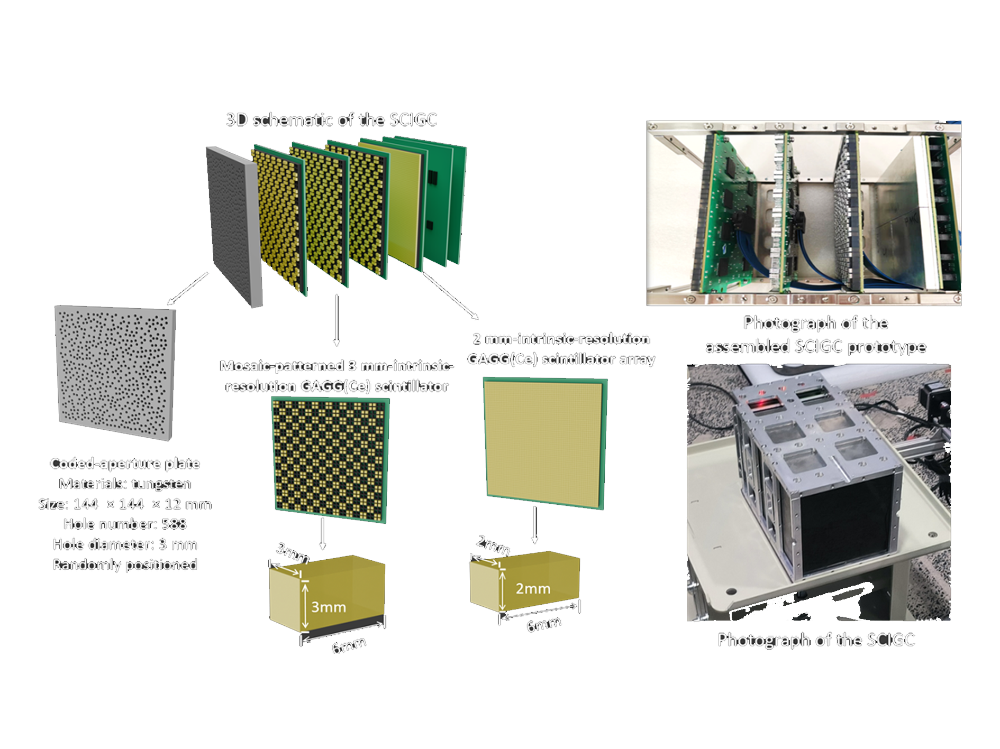 3D schematic of the SCIGC
Photograph of the
assembled SCIGC prototype
2 mm-intrinsic-resolution
GAGG(Ce) scintillator array
Mosaic-patterned 3 mm-intrinsic-
resolution GAGG(Ce) scintillator
Coded-aperture plate
Materials: tungsten
Size: 144 × 144 × 12 mm
Hole number: 588
Hole diameter: 3 mm
Randomly positioned
3mm
3mm
6mm
2mm
2mm
6mm
Photograph of the SCIGC